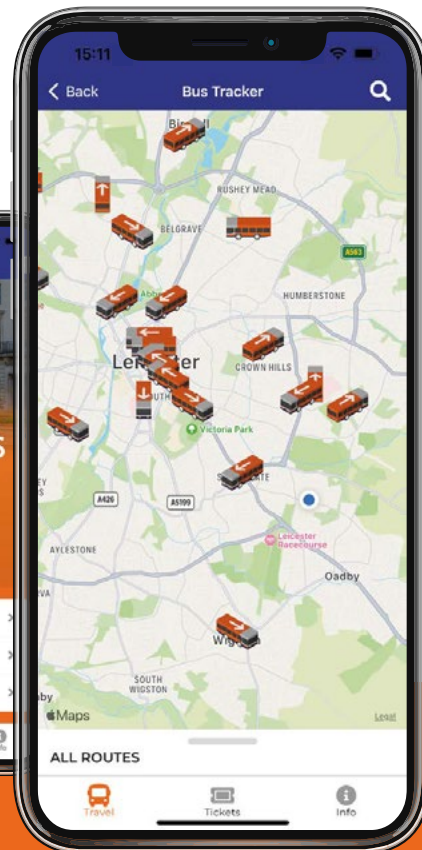 15:11
Back
Bus Tracker
RUSHEY MEAD
BELGRAVE
A563
HUMBERSTONE
CROWN HILLS
Victoria Park
A426
A5199
Leicester
Racecourse
AYLESTONE
Oadby
SOUTH
WIGSTON
Maps
Legal
ALL ROUTES
Travel
Tickets
Info